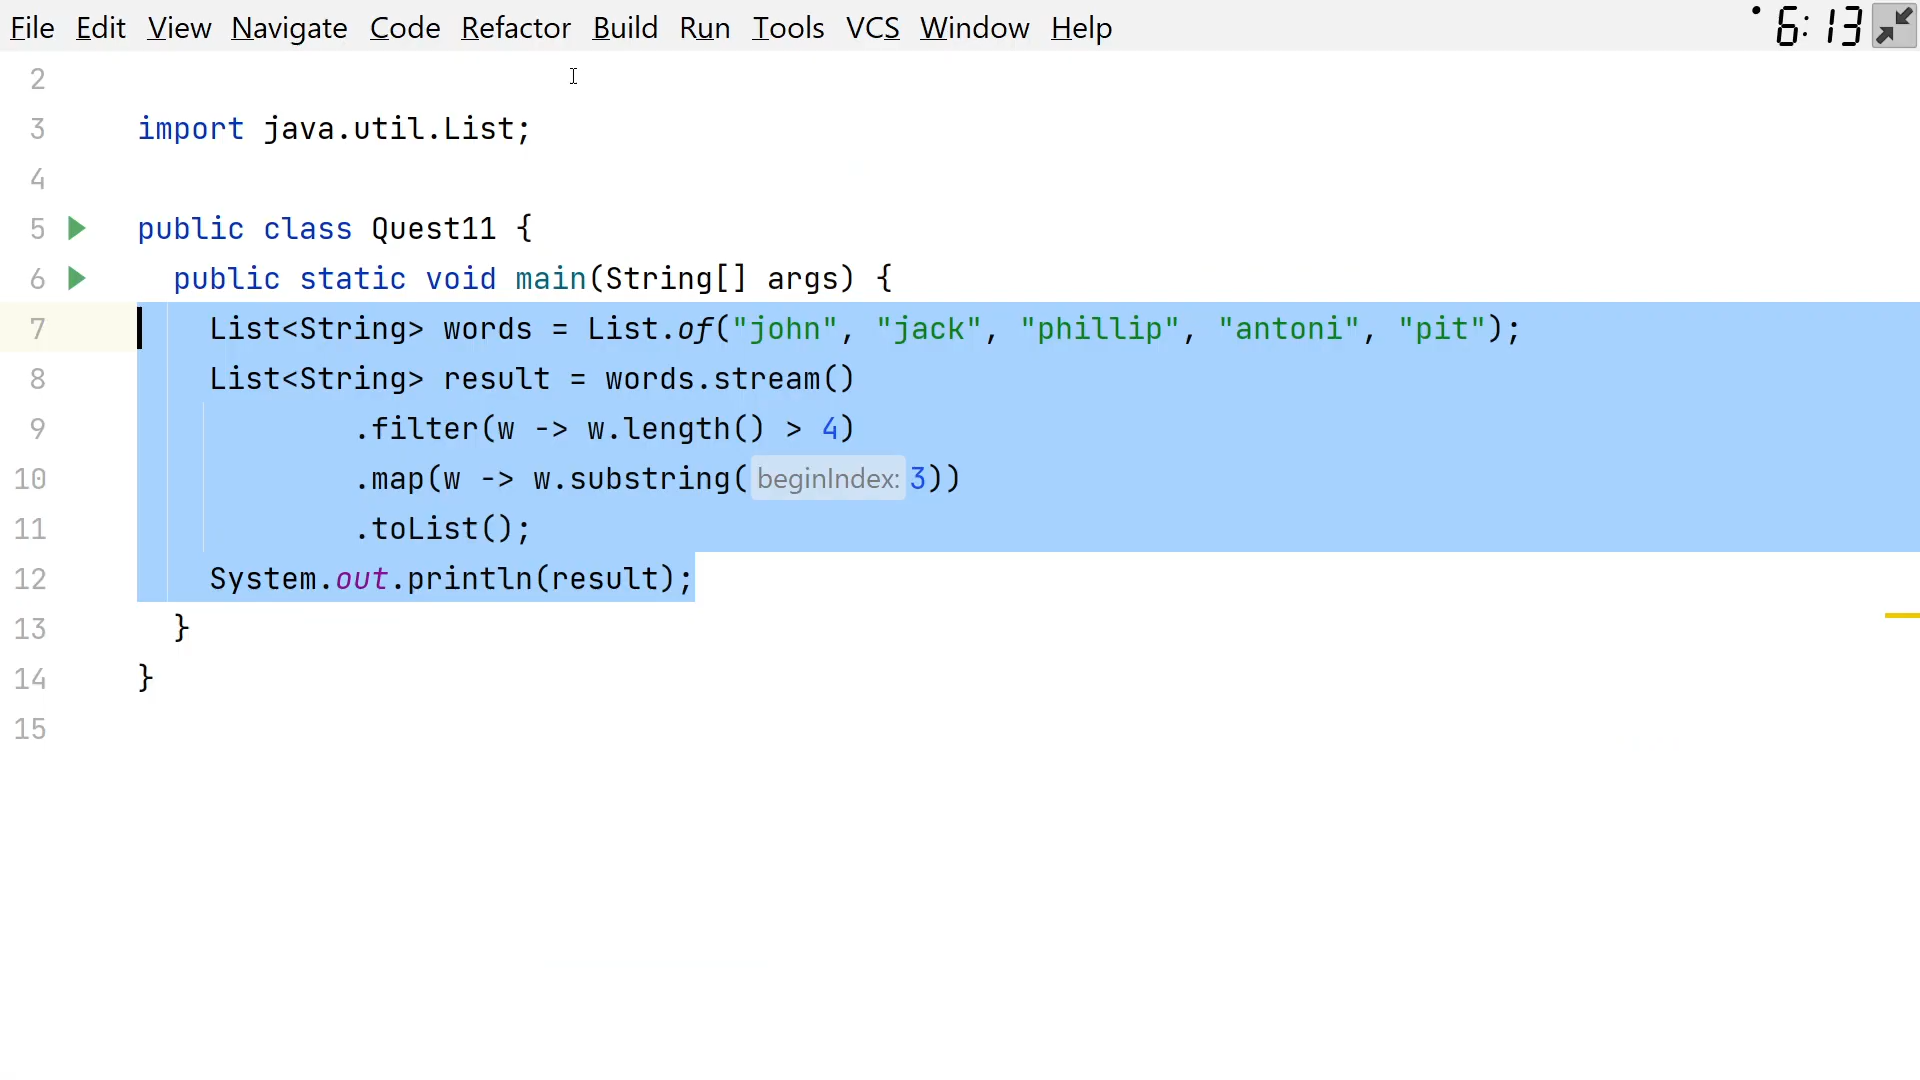 File Edit View Navigate Code Refactor Build Run Tools VCS Window Help 6:13
2
3 import java.util.List;
4
5 public class Quest11 {
6 public static void main(String[] args) {
7 List<String> words = List.of("john", "jack", "phillip", "antoni", "pit");
8 List<String> result = words.stream()
9 .filter(w -> w.length() > 4)
10 .map(w -> w.substring( beginIndex: 3))
11 .toList();
12 System.out.println(result);
13 }
14 }
15